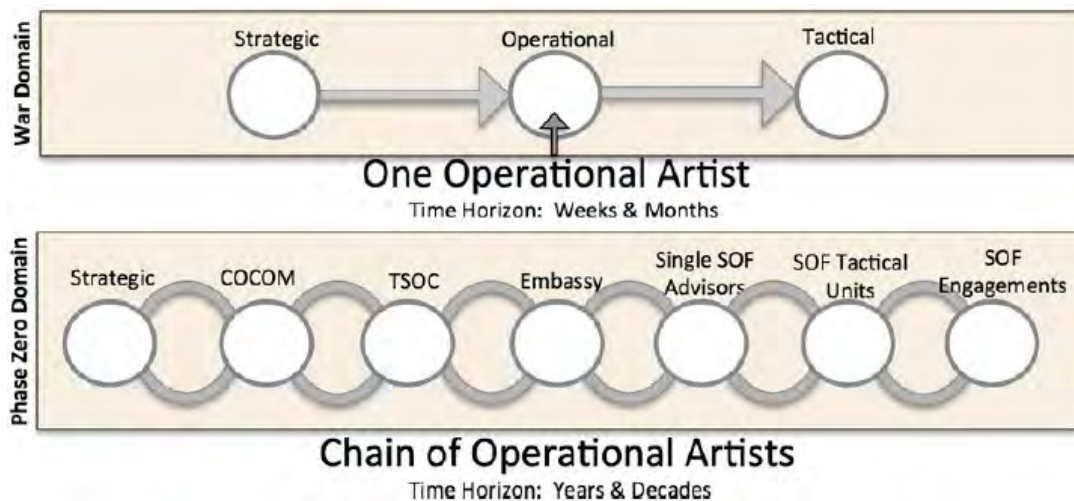 War Domain
Strategic
Operational
Tactical
One Operational Artist
Time Horizon: Weeks & Months
Phase Zero Domain
Strategic
COCOM
TSOC
Embassy
Single SOF
Advisors
SOF Tactical
Units
SOF
Engagements
Chain of Operational Artists
Time Horizon: Years & Decades